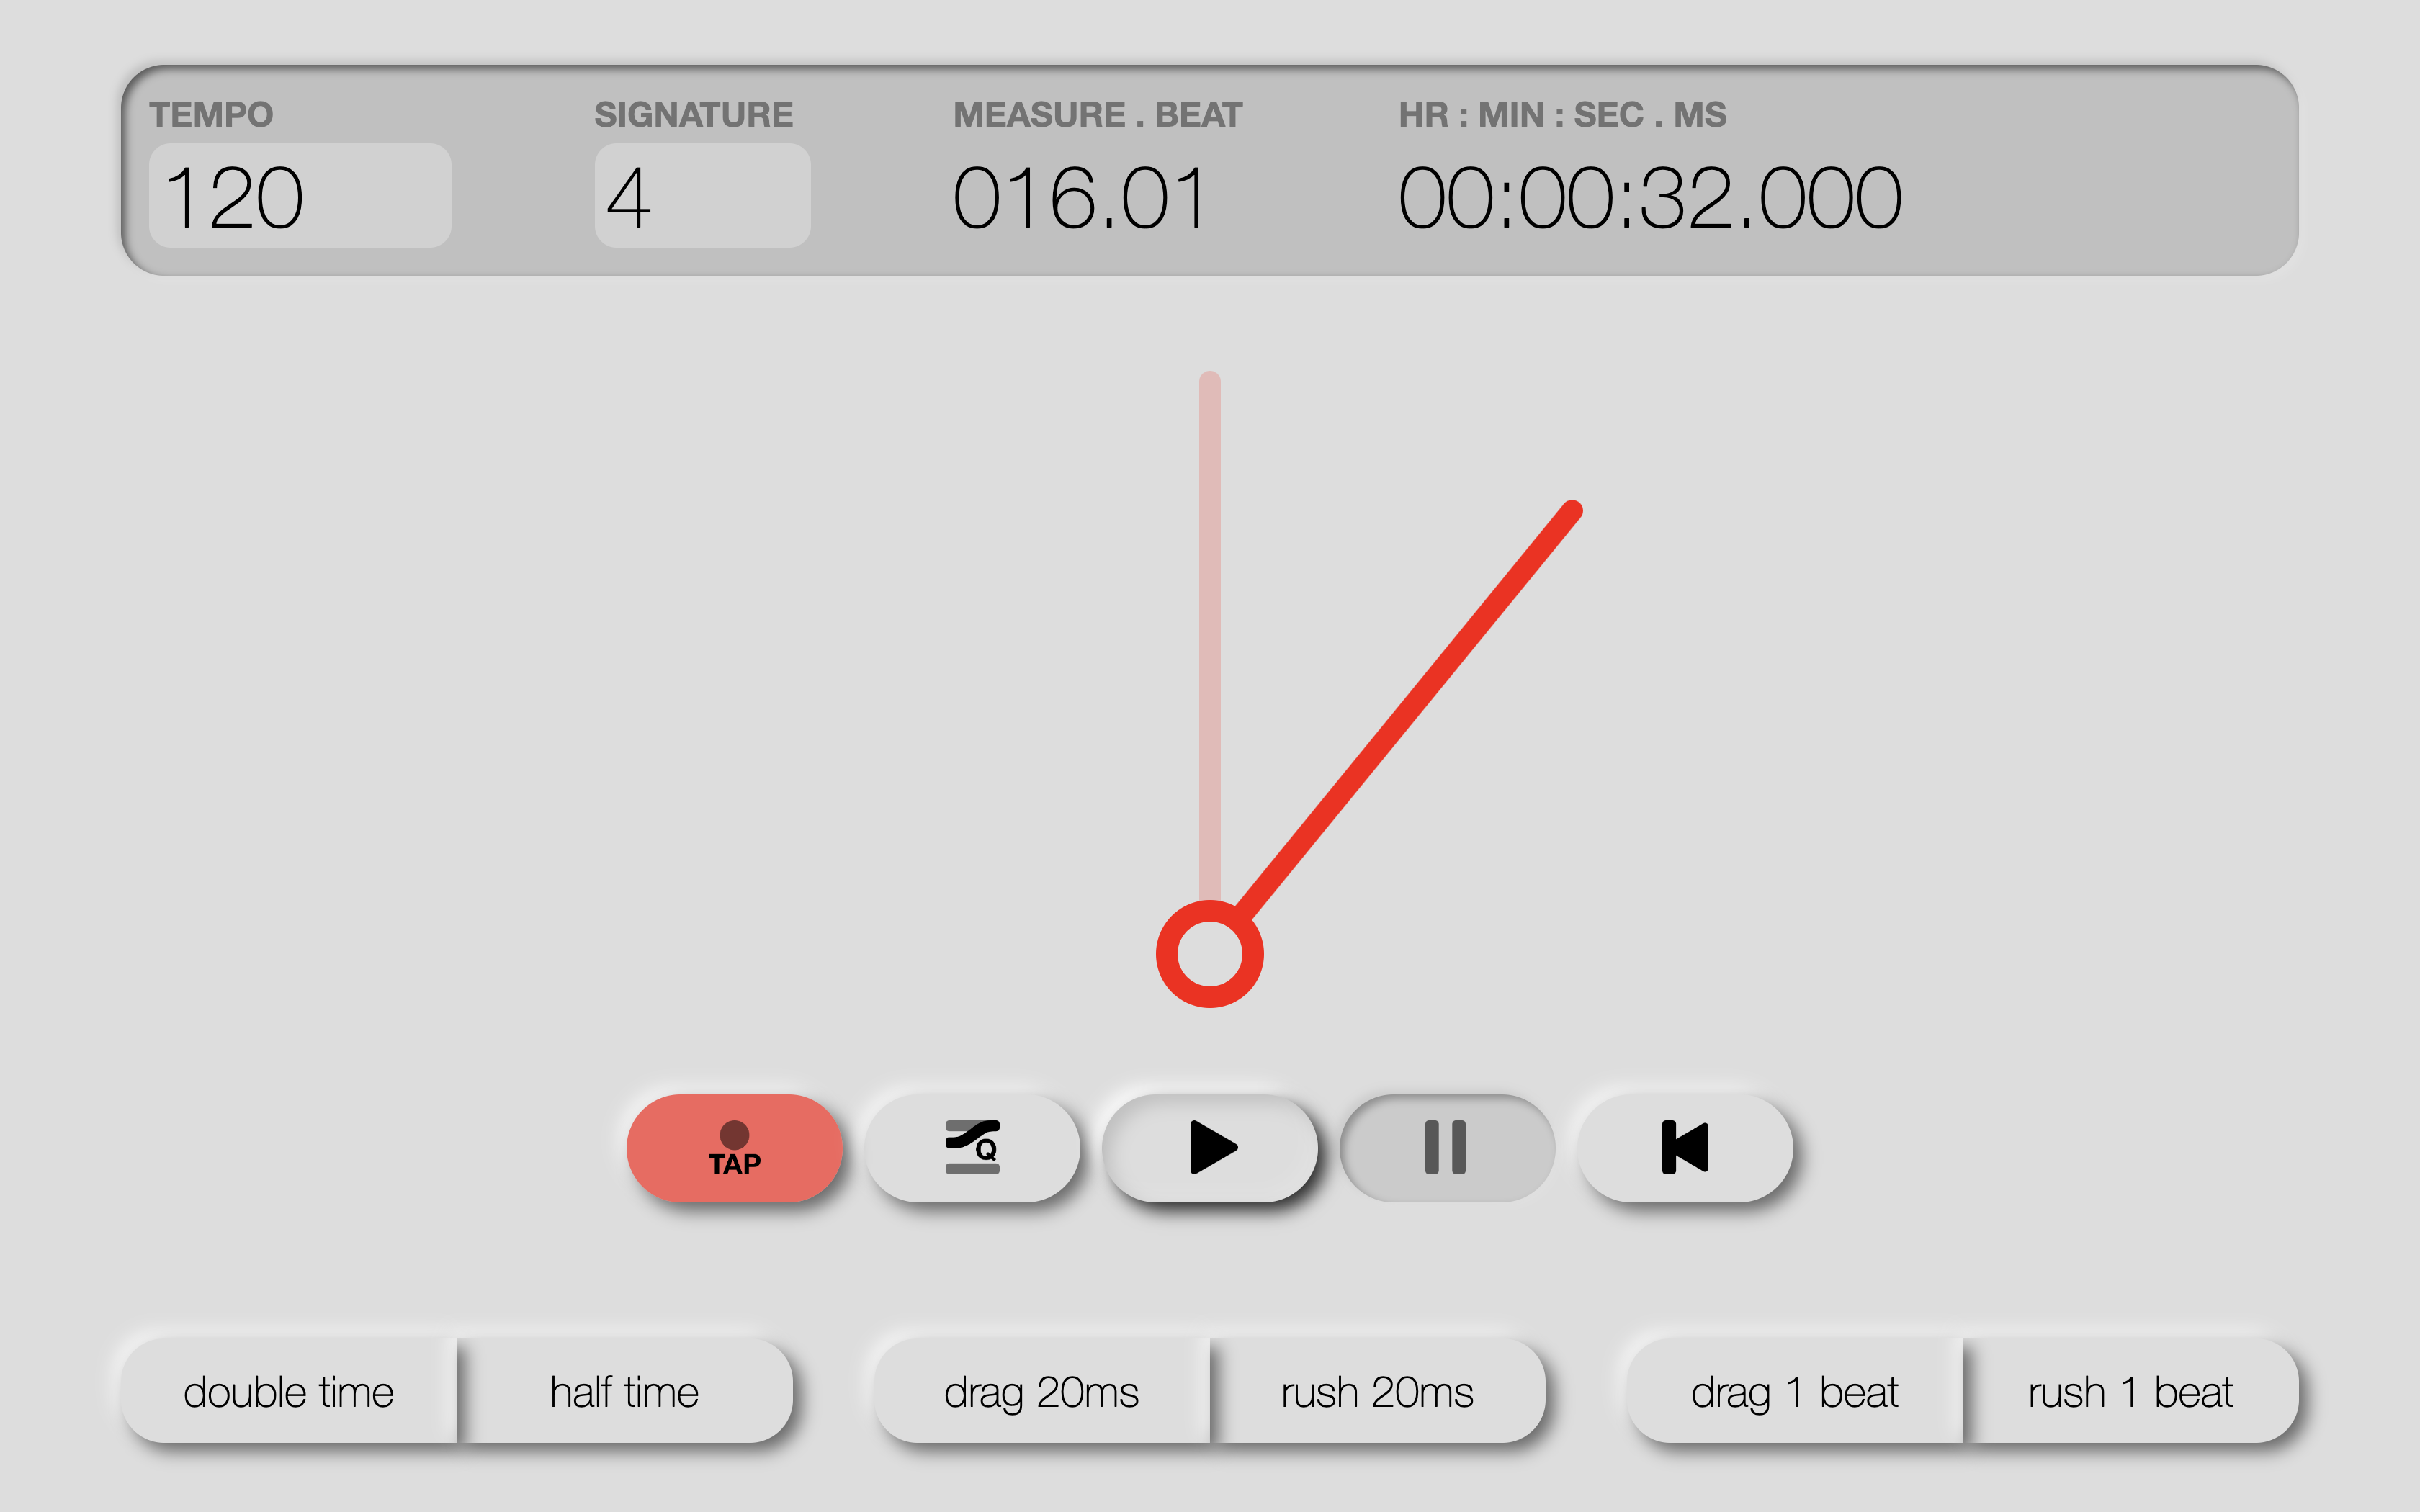 TEMPO SIGNATURE MEASURE . BEAT HR : MIN : SEC . MS
120 4 016.01 00:00:32.000
TAP Q
double time half time drag 20ms rush 20ms drag 1 beat rush 1 beat